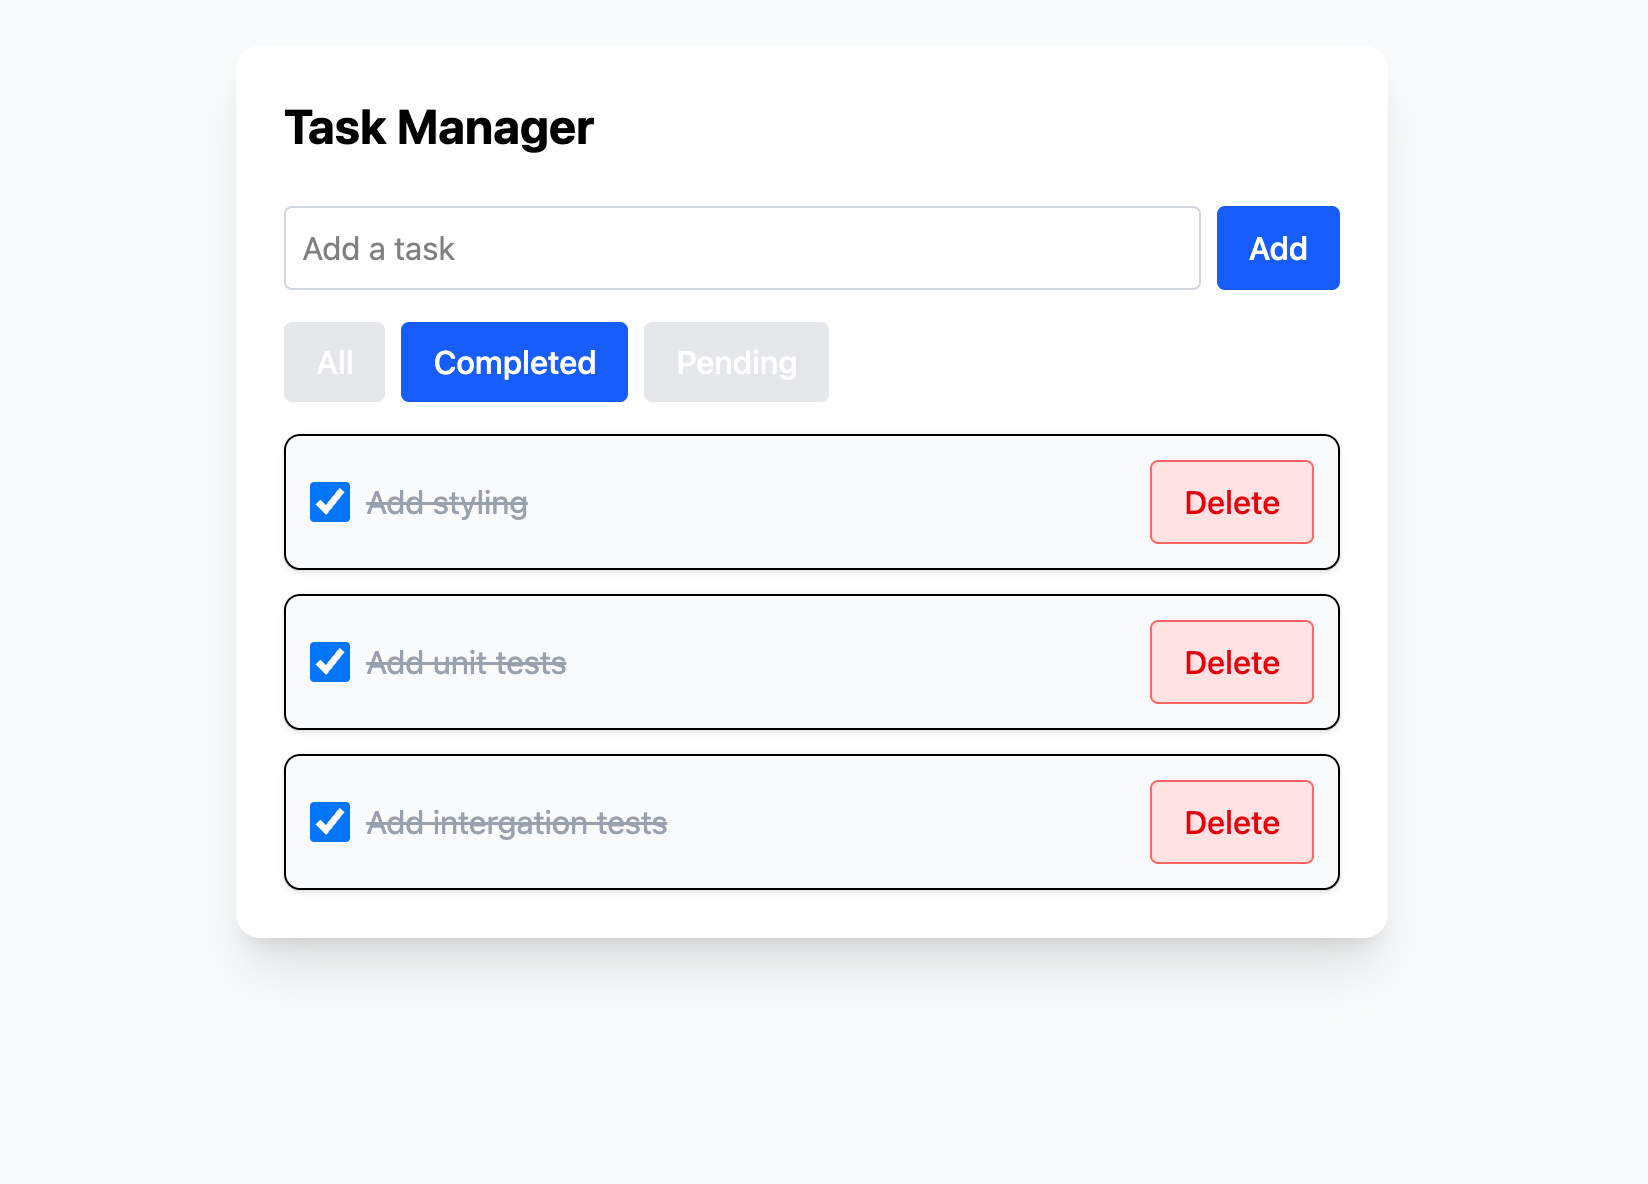 Task Manager
Add a task
Add
All
Completed
Pending
Add styling
Delete
Add unit tests
Delete
Add intergation tests
Delete